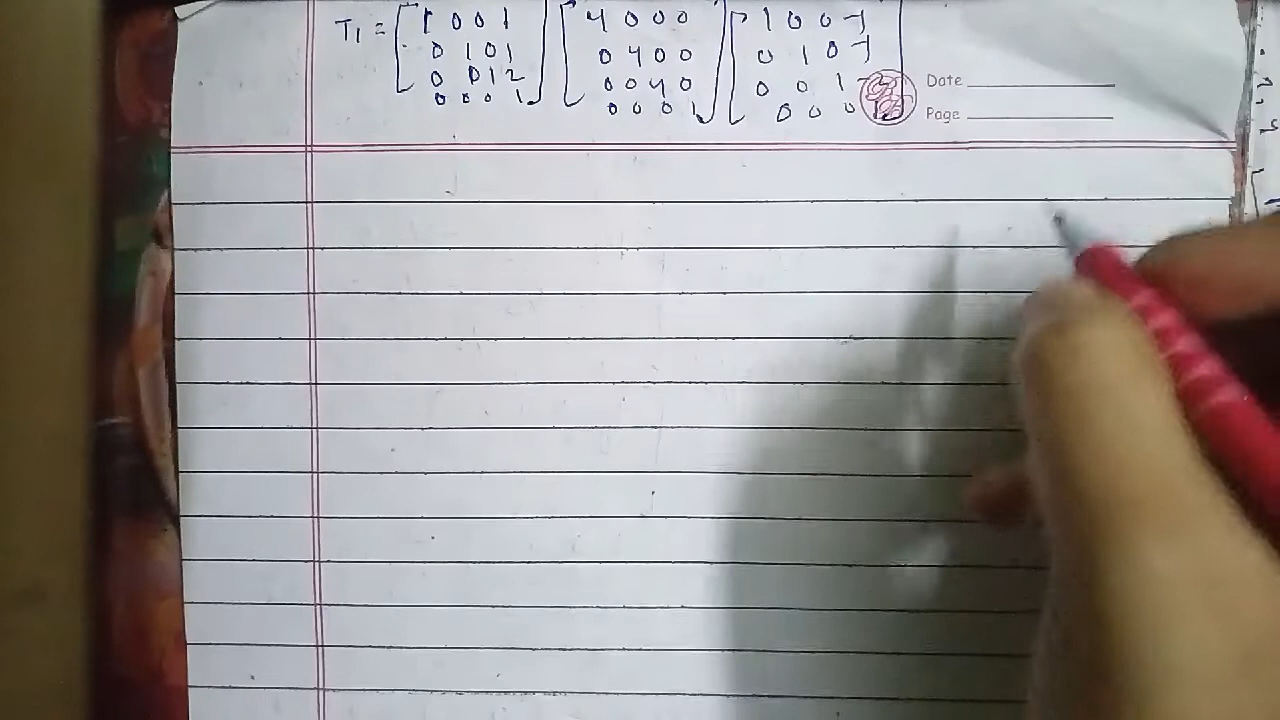 T1 = [ 1 0 0 1 ] [ 4 0 0 0 ] [ 1 0 0 -1 ]
0 1 0 1 0 4 0 0 0 1 0 -1
0 0 1 2 0 0 4 0 0 0 1 -2
0 0 0 1 0 0 0 1 0 0 0 1
Date
Page